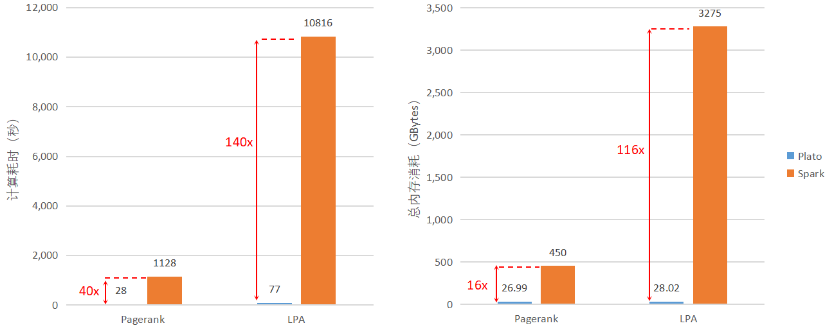 12,000
10,000
8,000
6,000
4,000
2,000
0
计算耗时（秒）
10816
140x
1128
40x
28
77
Pagerank
LPA
3,500
3,000
2,500
2,000
1,500
1,000
500
0
总内存消耗（GBytes）
3275
116x
450
16x
26.99
28.02
Pagerank
LPA
Plato
Spark